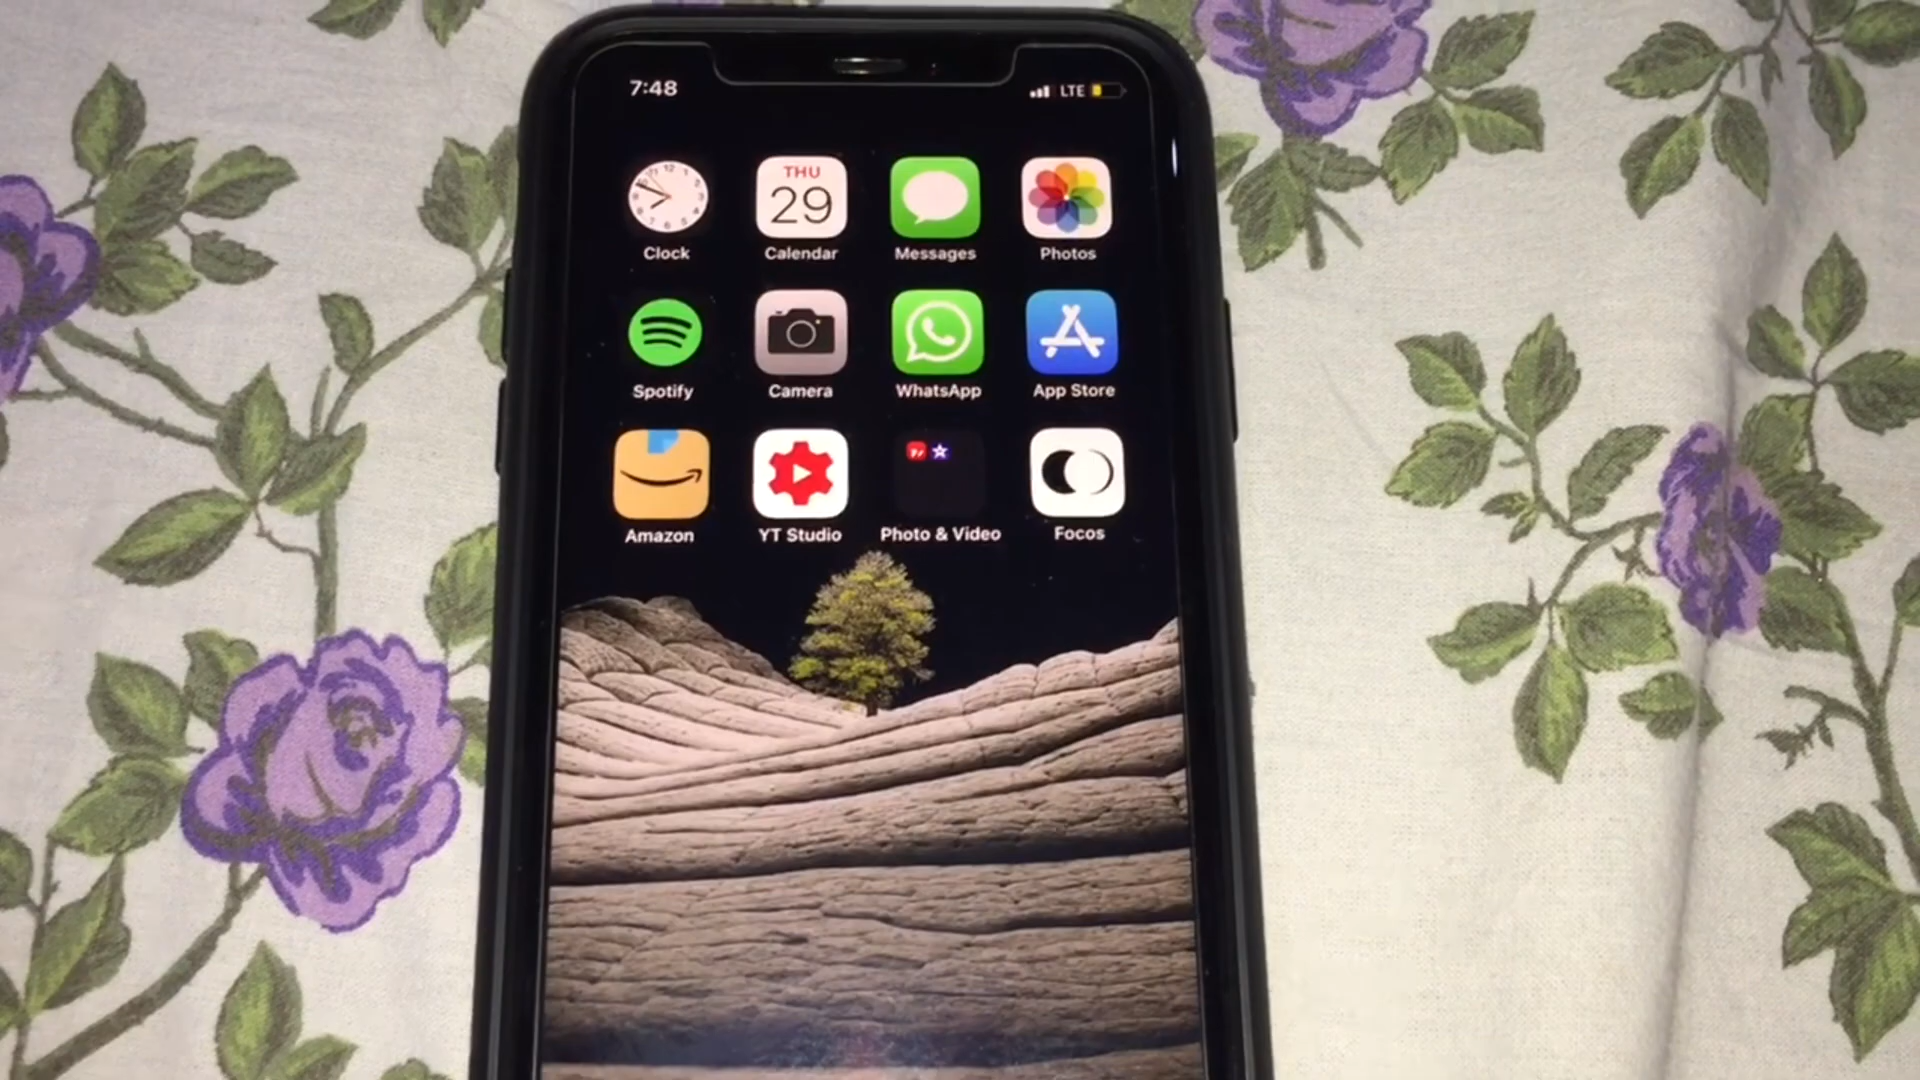 7:48 LTE
THU
29
Clock Calendar Messages Photos
Spotify Camera WhatsApp App Store
Amazon YT Studio Photo & Video Focos